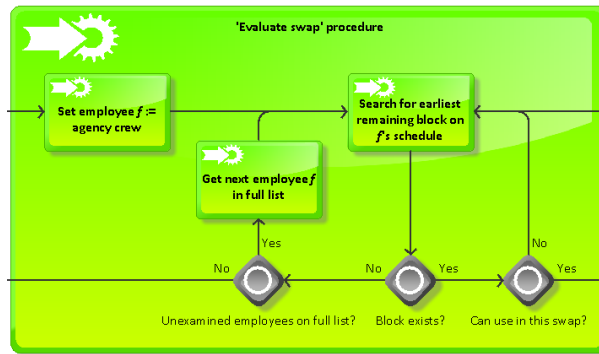 'Evaluate swap' procedure
Set employee f :=
agency crew
Search for earliest
remaining block on
f's schedule
Get next employee f
in full list
Yes
No
No
No
Yes
Yes
Unexamined employees on full list?
Block exists?
Can use in this swap?